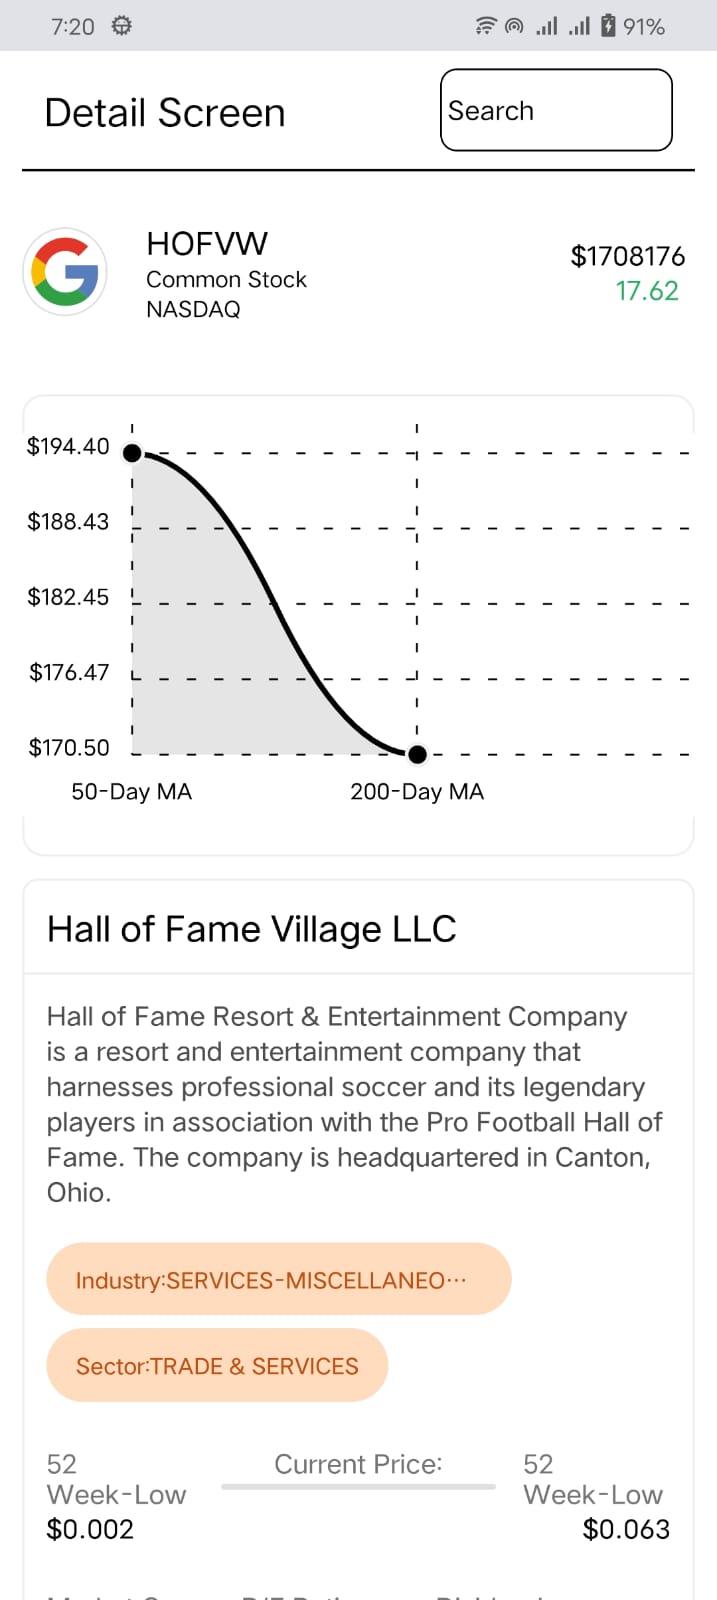 7:20
91%
Detail Screen
Search
HOFVW
Common Stock
NASDAQ
$1708176
17.62
$194.40
$188.43
$182.45
$176.47
$170.50
50-Day MA
200-Day MA
Hall of Fame Village LLC
Hall of Fame Resort & Entertainment Company
is a resort and entertainment company that
harnesses professional soccer and its legendary
players in association with the Pro Football Hall of
Fame. The company is headquartered in Canton,
Ohio.
Industry:SERVICES-MISCELLANEO···
Sector:TRADE & SERVICES
52
Week-Low
$0.002
Current Price:
52
Week-Low
$0.063